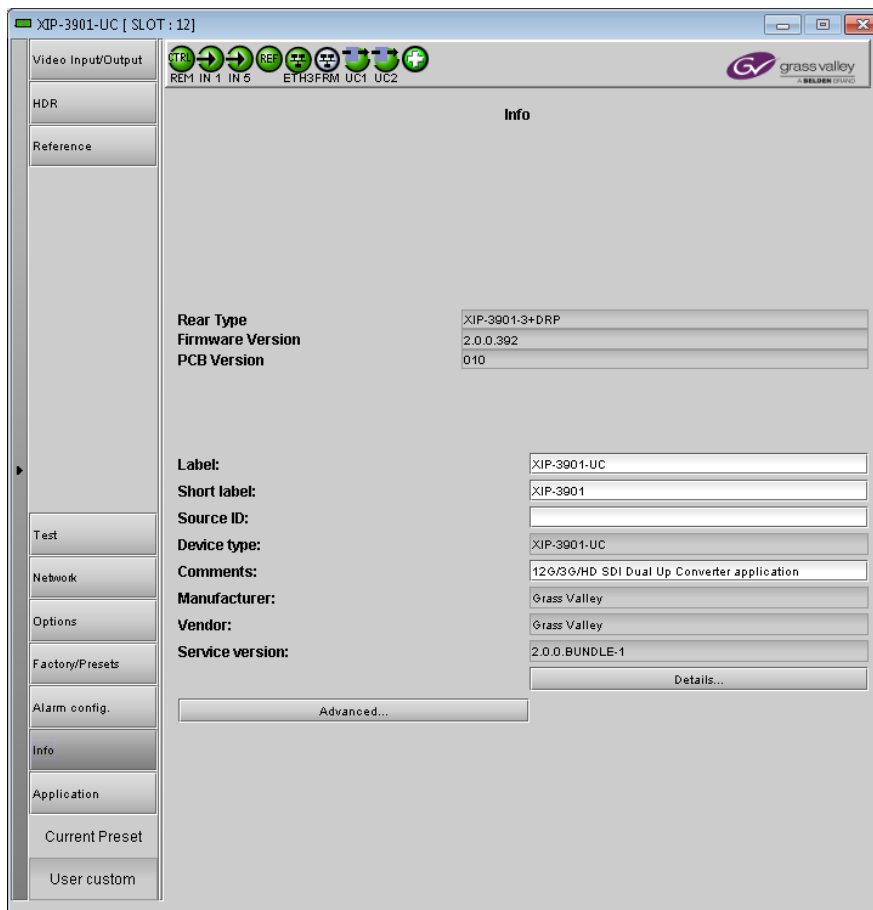 XIP-3901-UC [ SLOT : 12]
Video Input/Output
HDR
Reference
CTRL REF
REM IN 1 IN 5 ETH3FRM UC1 UC2
GV grass valley
A BELDEN BRAND
Info
Rear Type XIP-3901-3+DRP
Firmware Version 2.0.0.392
PCB Version 010
Label: XIP-3901-UC
Short label: XIP-3901
Source ID:
Device type: XIP-3901-UC
Comments: 12G/3G/HD SDI Dual Up Converter application
Manufacturer: Grass Valley
Vendor: Grass Valley
Service version: 2.0.0.BUNDLE-1
Details...
Advanced...
Test
Network
Options
Factory/Presets
Alarm config.
Info
Application
Current Preset
User custom